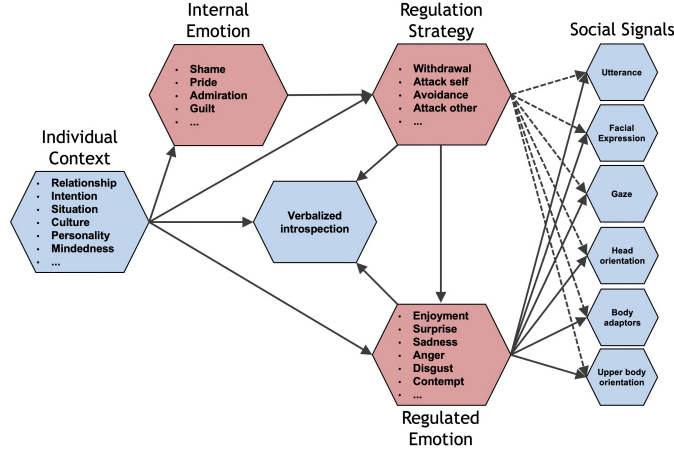 Internal
Emotion
· Shame
· Pride
· Admiration
· Guilt
· ...
Regulation
Strategy
· Withdrawal
· Attack self
· Avoidance
· Attack other
· ...
Social Signals
Utterance
Facial
Expression
Gaze
Head
orientation
Body
adaptors
Upper body
orientation
Individual
Context
· Relationship
· Intention
· Situation
· Culture
· Personality
· Mindedness
· ...
Verbalized
introspection
· Enjoyment
· Surprise
· Sadness
· Anger
· Disgust
· Contempt
· ...
Regulated
Emotion